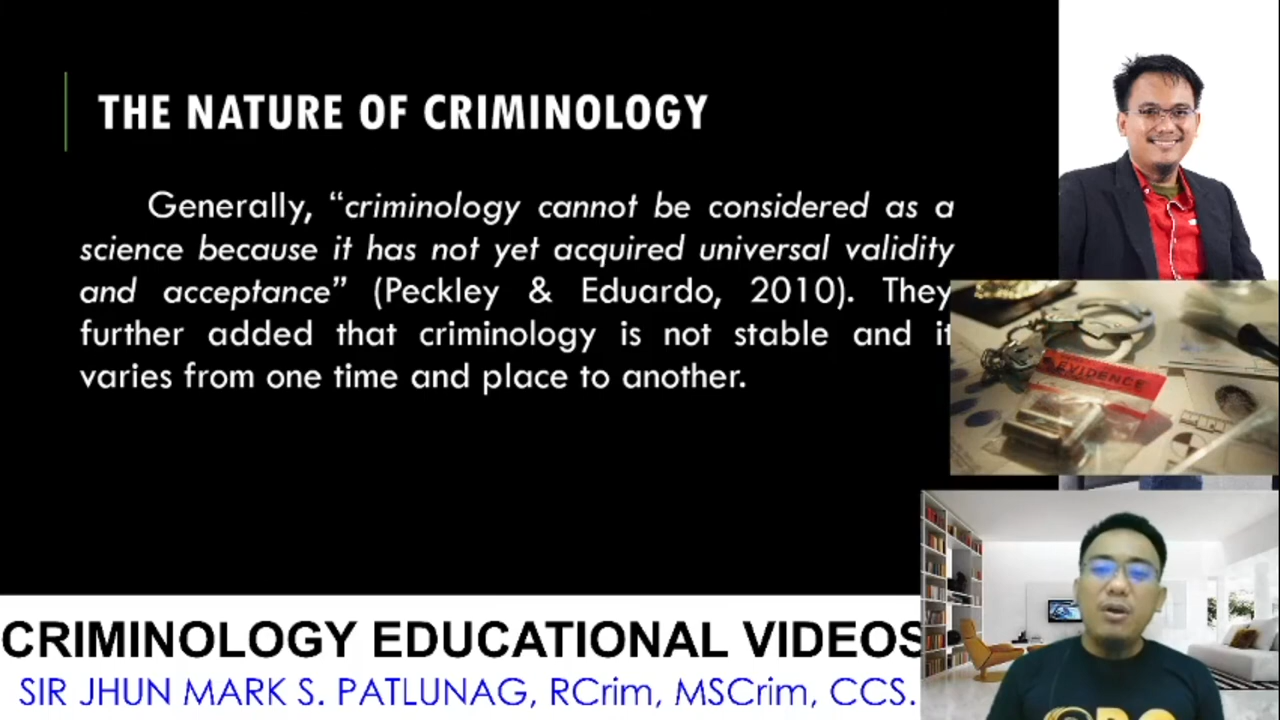 THE NATURE OF CRIMINOLOGY
Generally, “criminology cannot be considered as a
science because it has not yet acquired universal validity
and acceptance” (Peckley & Eduardo, 2010). They
further added that criminology is not stable and it
varies from one time and place to another.
EVIDENCE
CRIMINOLOGY EDUCATIONAL VIDEOS
SIR JHUN MARK S. PATLUNAG, RCrim, MSCrim, CCS.